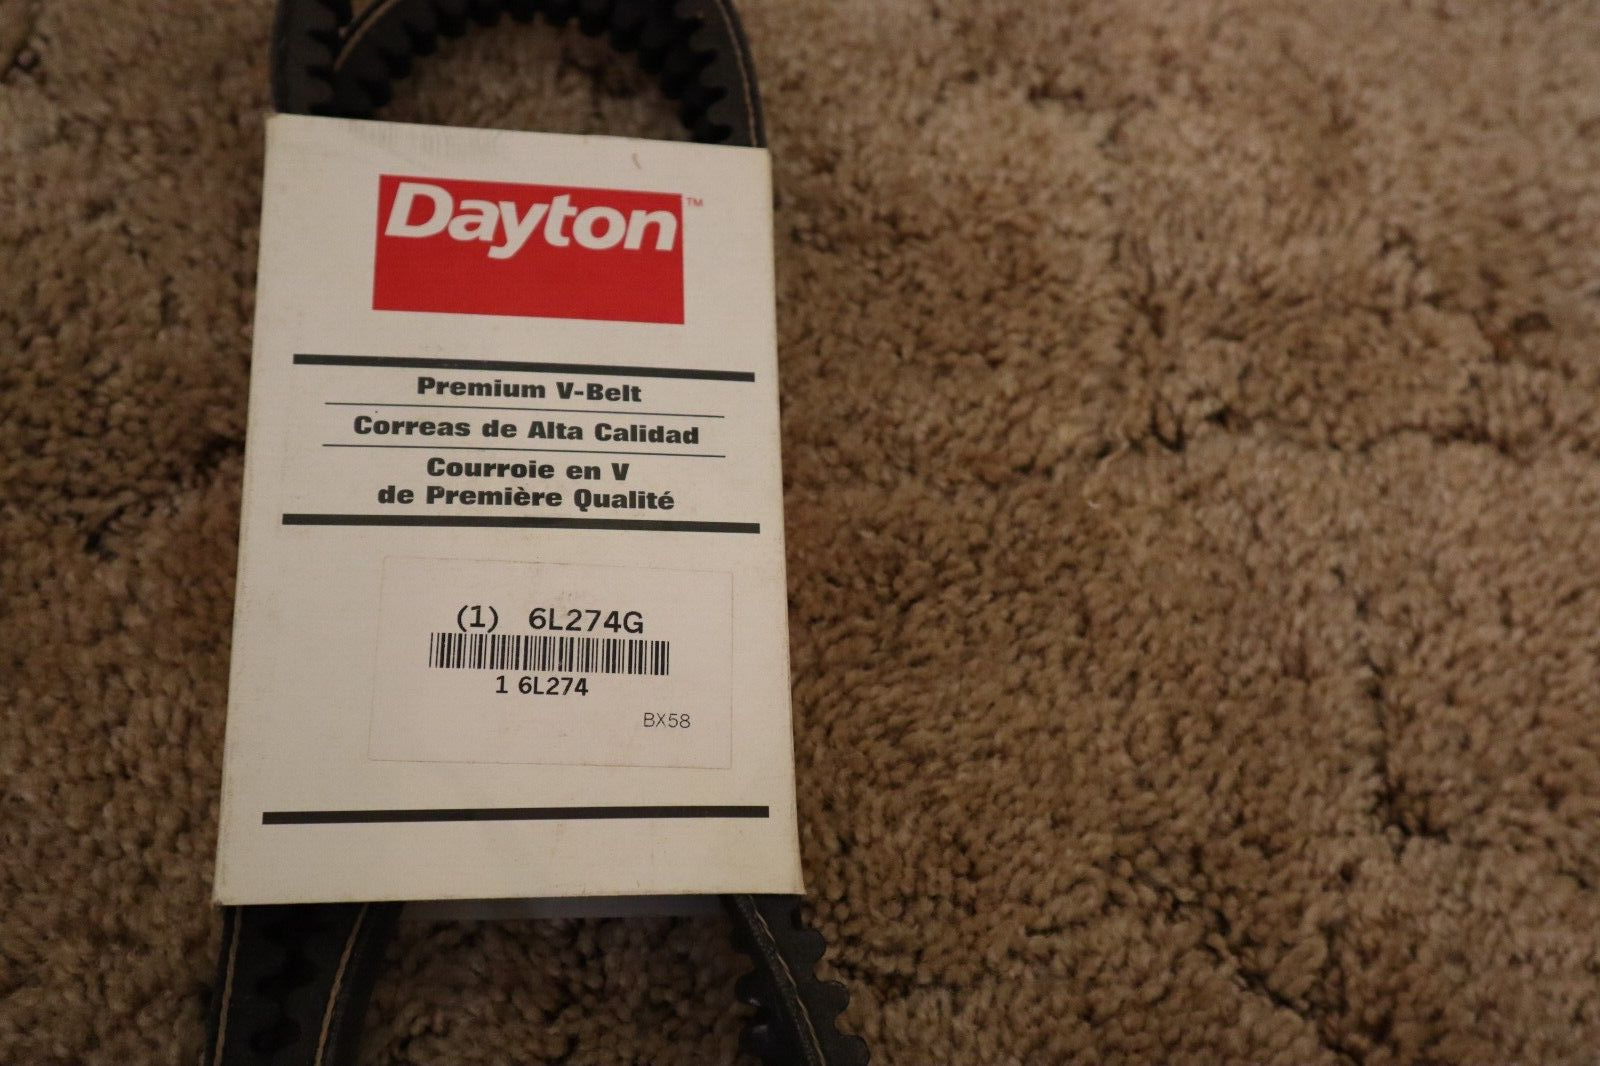 Dayton™
Premium V-Belt
Correas de Alta Calidad
Courroie en V
de Première Qualité
(1) 6L274G
1 6L274
BX58